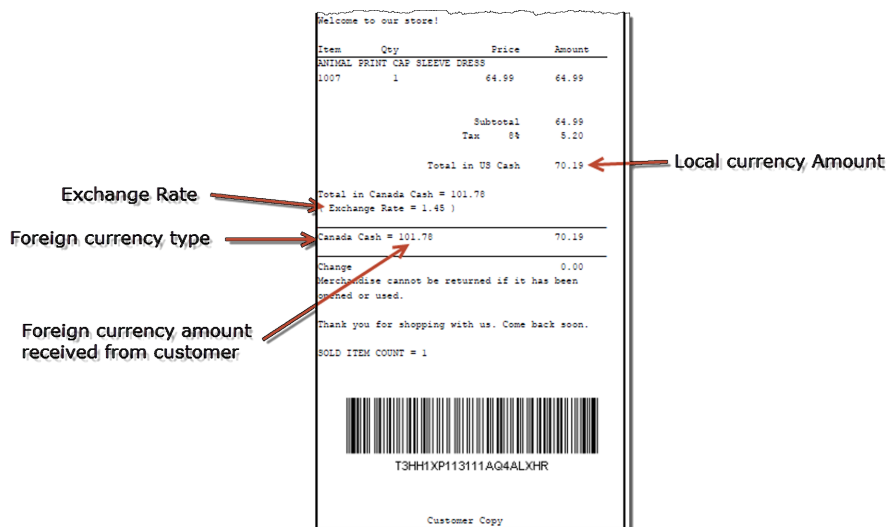 Welcome to our store!
Item Qty Price Amount
ANIMAL PRINT CAP SLEEVE DRESS
1007 1 64.99 64.99
Subtotal 64.99
Tax 8% 5.20
Total in US Cash 70.19
Local currency Amount
Total in Canada Cash = 101.78
Exchange Rate
( Exchange Rate = 1.45 )
Foreign currency type
Canada Cash = 101.78 70.19
Change 0.00
Merchandise cannot be returned if it has been
opened or used.
Foreign currency amount
received from customer
Thank you for shopping with us. Come back soon.
SOLD ITEM COUNT = 1
T3HH1XP113111AQ4ALXHR
Customer Copy